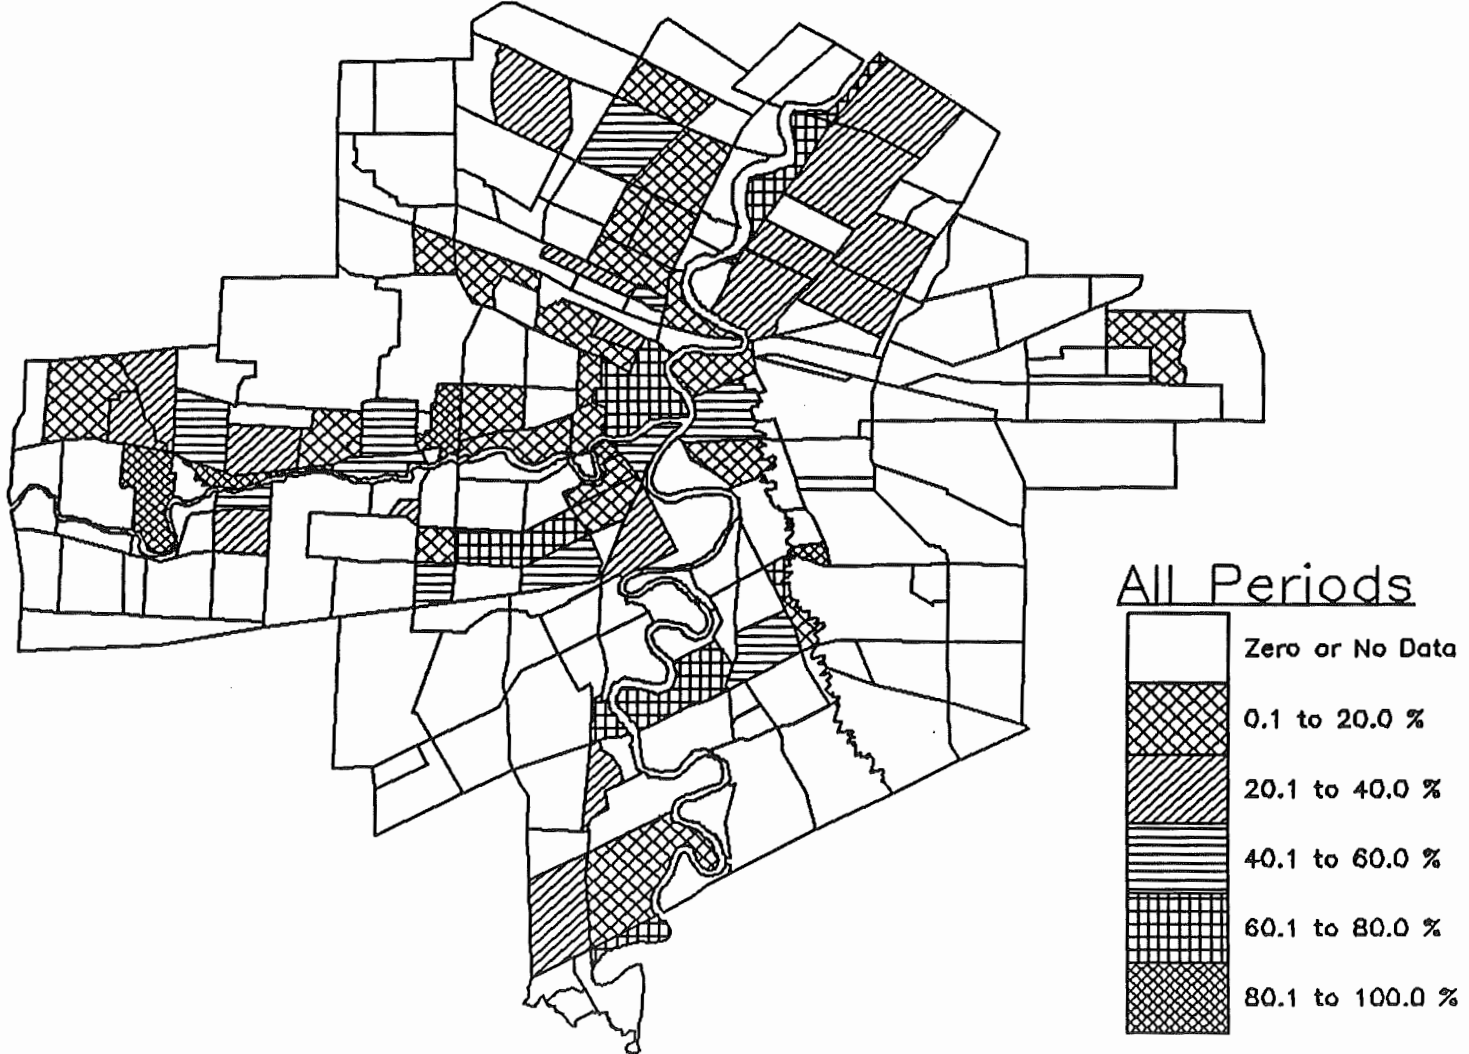 All Periods
Zero or No Data
0.1 to 20.0 %
20.1 to 40.0 %
40.1 to 60.0 %
60.1 to 80.0 %
80.1 to 100.0 %